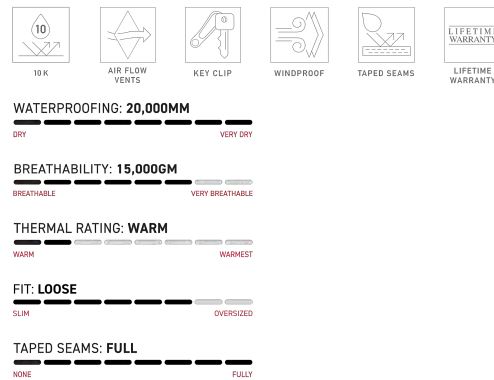 10
LIFETIME
WARRANTY
10 K
AIR FLOW
VENTS
KEY CLIP
WINDPROOF
TAPED SEAMS
LIFETIME
WARRANTY
WATERPROOFING: 20,000MM
DRY
VERY DRY
BREATHABILITY: 15,000GM
BREATHABLE
VERY BREATHABLE
THERMAL RATING: WARM
WARM
WARMEST
FIT: LOOSE
SLIM
OVERSIZED
TAPED SEAMS: FULL
NONE
FULLY